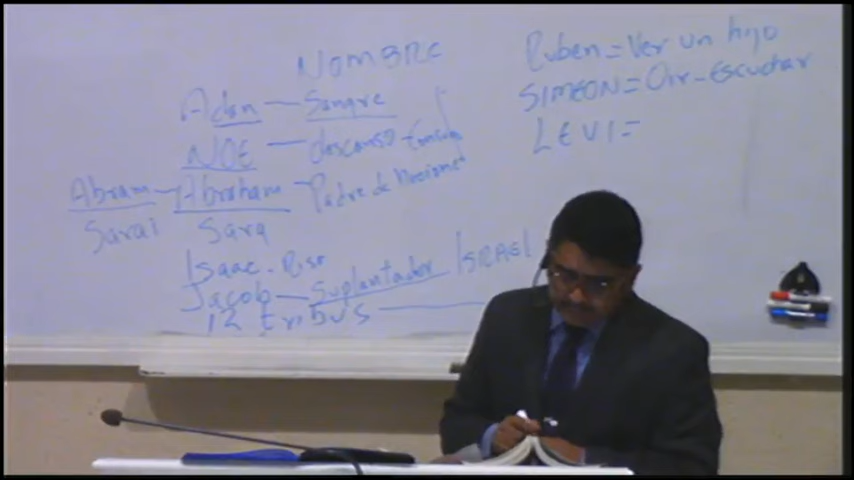 NOMBRE
Adan — Sangre
NOE — descanso -
Abram — Abraham — Padre de Naciones
Sarai Sara
Isaac - Risa
Jacob — Suplantador ISRAEL
12 tribus —
Ruben = Ver un hijo
SIMEON = Oir - Escuchar
LEVI =